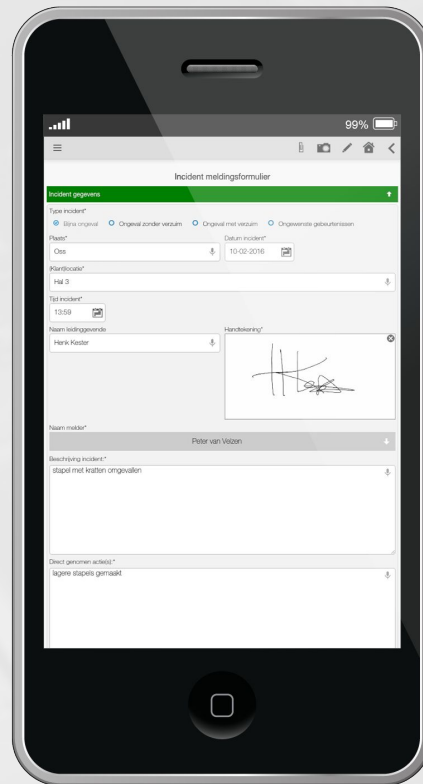 99%
Incident meldingsformulier
Incident gegevens
Type incident*
Bijna ongeval Ongeval zonder verzuim Ongeval met verzuim Ongewenste gebeurtenissen
Plaats* Datum incident*
Oss 10-02-2016
(Klant)locatie*
Hal 3
Tijd incident*
13:59
Naam leidinggevende Handtekening*
Henk Kester
Naam melder*
Peter van Velzen
Beschrijving incident:*
stapel met kratten omgevallen
Direct genomen actie(s):*
lagere stapels gemaakt